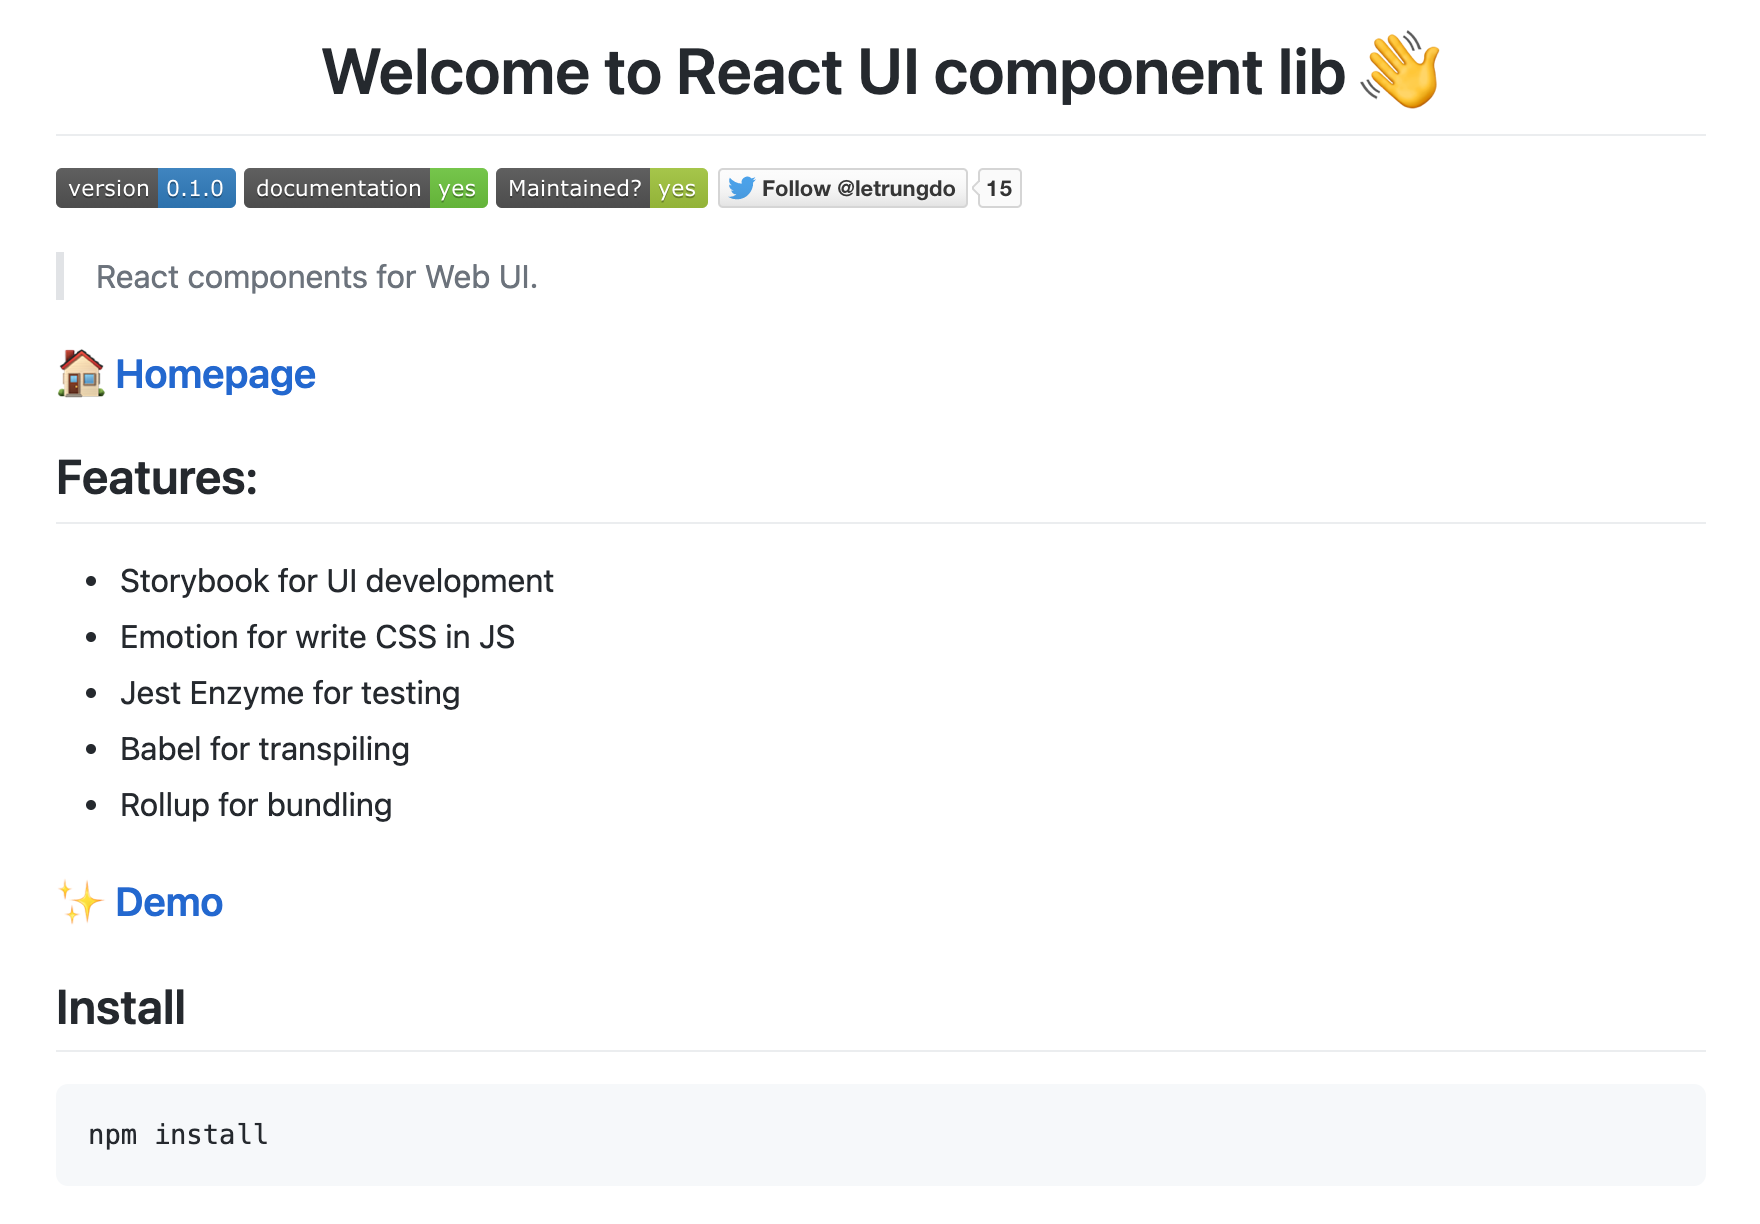 Welcome to React UI component lib 👋
version 0.1.0 documentation yes Maintained? yes Follow @letrungdo 15
React components for Web UI.
🏠 Homepage
Features:
• Storybook for UI development
• Emotion for write CSS in JS
• Jest Enzyme for testing
• Babel for transpiling
• Rollup for bundling
✨ Demo
Install
npm install